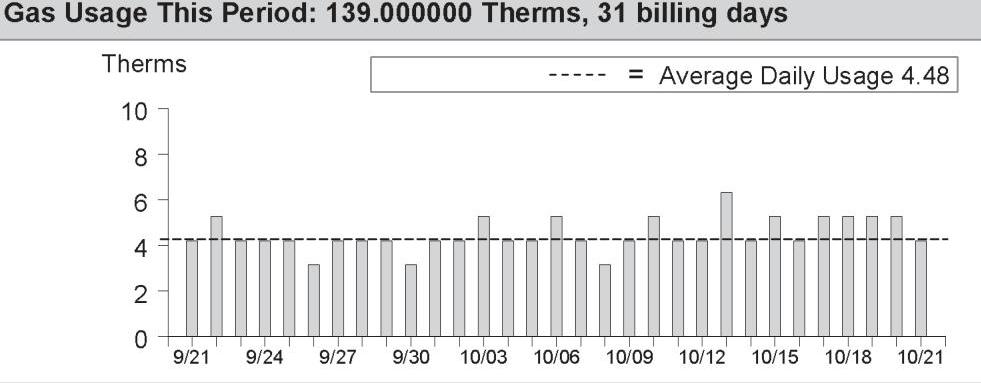 Gas Usage This Period: 139.000000 Therms, 31 billing days
Therms
----- = Average Daily Usage 4.48
10
8
6
4
2
0
9/21 9/24 9/27 9/30 10/03 10/06 10/09 10/12 10/15 10/18 10/21